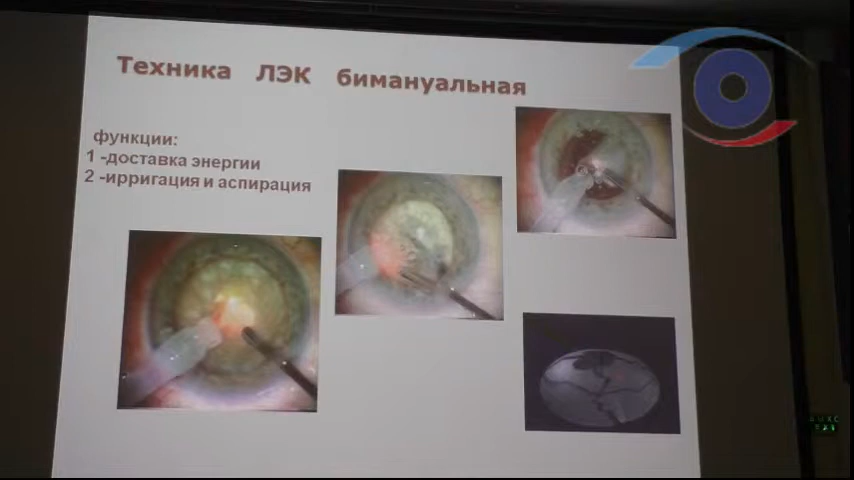 Техника ЛЭК бимануальная
функции:
1 -доставка энергии
2 -ирригация и аспирация